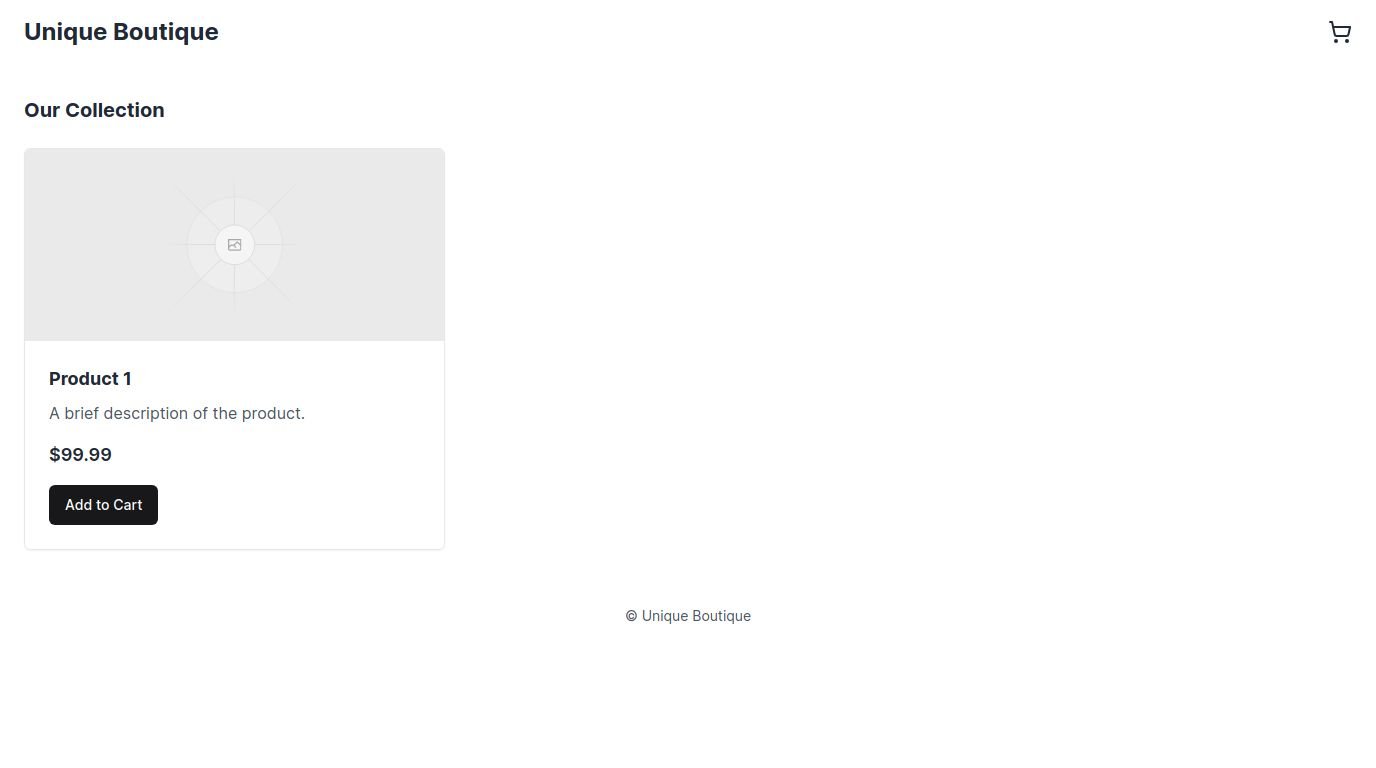 Unique Boutique
Our Collection
Product 1
A brief description of the product.
$99.99
Add to Cart
© Unique Boutique